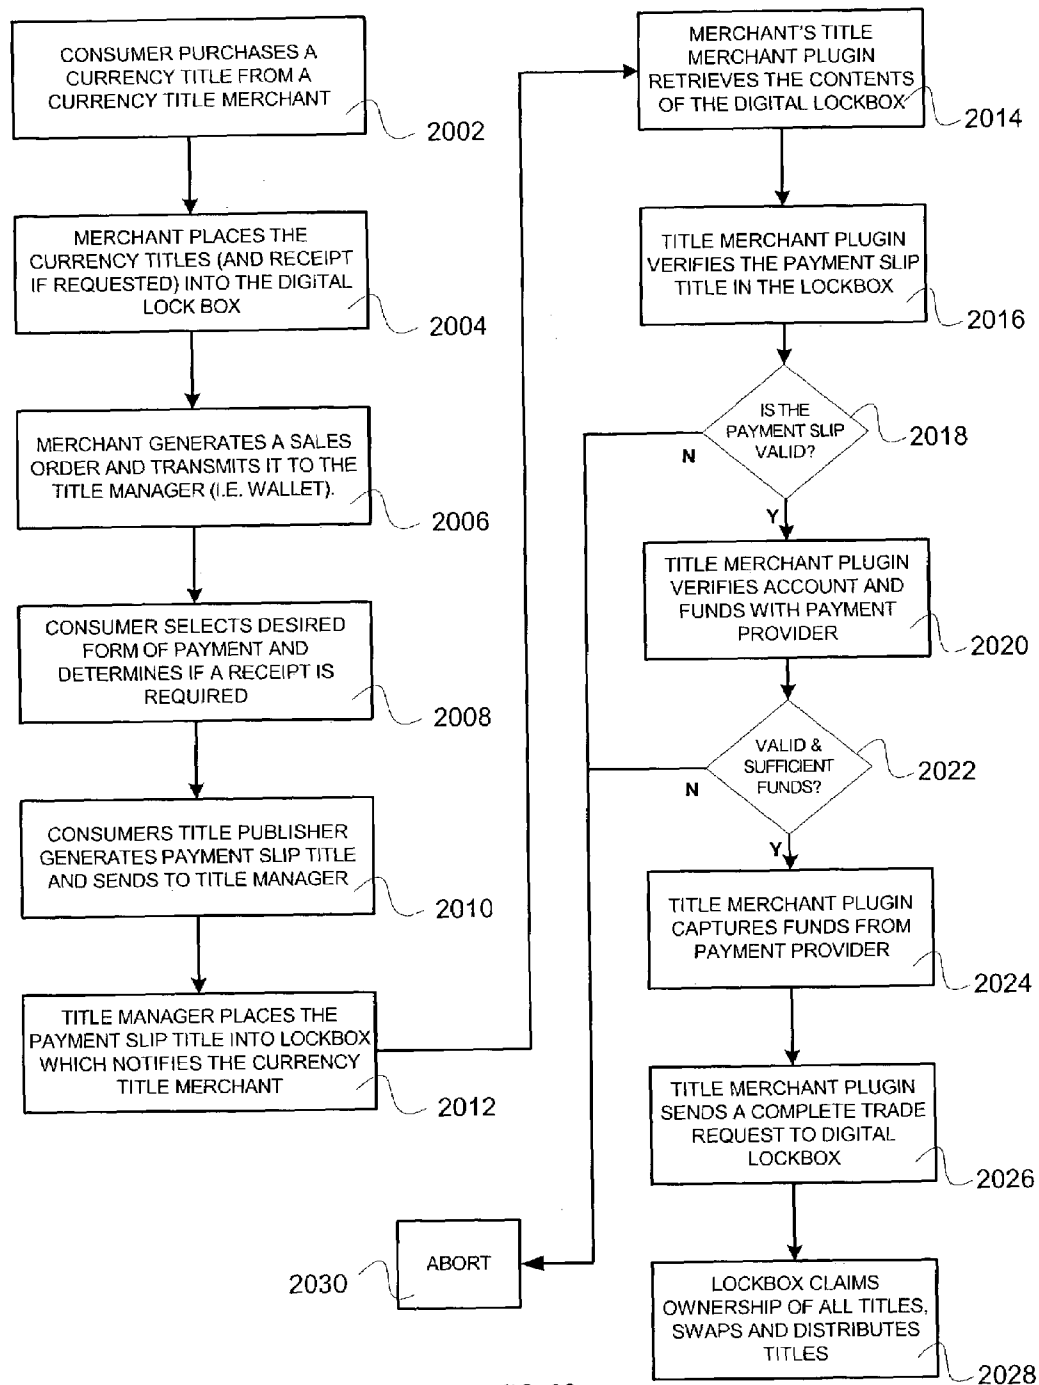 CONSUMER PURCHASES A
CURRENCY TITLE FROM A
CURRENCY TITLE MERCHANT
2002
MERCHANT PLACES THE
CURRENCY TITLES (AND RECEIPT
IF REQUESTED) INTO THE DIGITAL
LOCK BOX
2004
MERCHANT GENERATES A SALES
ORDER AND TRANSMITS IT TO THE
TITLE MANAGER (I.E. WALLET).
2006
CONSUMER SELECTS DESIRED
FORM OF PAYMENT AND
DETERMINES IF A RECEIPT IS
REQUIRED
2008
CONSUMERS TITLE PUBLISHER
GENERATES PAYMENT SLIP TITLE
AND SENDS TO TITLE MANAGER
2010
TITLE MANAGER PLACES THE
PAYMENT SLIP TITLE INTO LOCKBOX
WHICH NOTIFIES THE CURRENCY
TITLE MERCHANT
2012
MERCHANT'S TITLE
MERCHANT PLUGIN
RETRIEVES THE CONTENTS
OF THE DIGITAL LOCKBOX
2014
TITLE MERCHANT PLUGIN
VERIFIES THE PAYMENT SLIP
TITLE IN THE LOCKBOX
2016
IS THE
PAYMENT SLIP
VALID?
2018
N
Y
TITLE MERCHANT PLUGIN
VERIFIES ACCOUNT AND
FUNDS WITH PAYMENT
PROVIDER
2020
VALID &
SUFFICIENT
FUNDS?
2022
N
Y
TITLE MERCHANT PLUGIN
CAPTURES FUNDS FROM
PAYMENT PROVIDER
2024
TITLE MERCHANT PLUGIN
SENDS A COMPLETE TRADE
REQUEST TO DIGITAL
LOCKBOX
2026
ABORT
2030
LOCKBOX CLAIMS
OWNERSHIP OF ALL TITLES,
SWAPS AND DISTRIBUTES
TITLES
2028